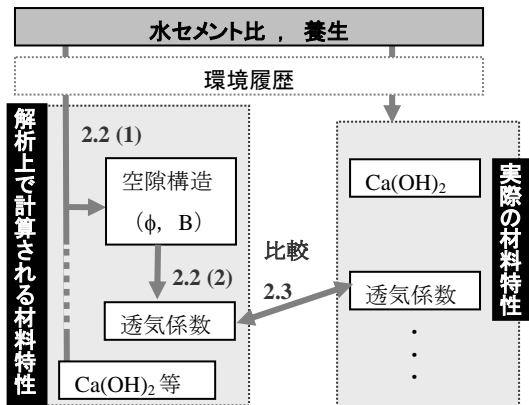 水セメント比 , 養生
環境履歴
解析上で計算される材料特性
2.2 (1)
空隙構造
(φ, B)
2.2 (2)
透気係数
Ca(OH)₂ 等
比較
2.3
実際の材料特性
Ca(OH)₂
透気係数
・
・
・